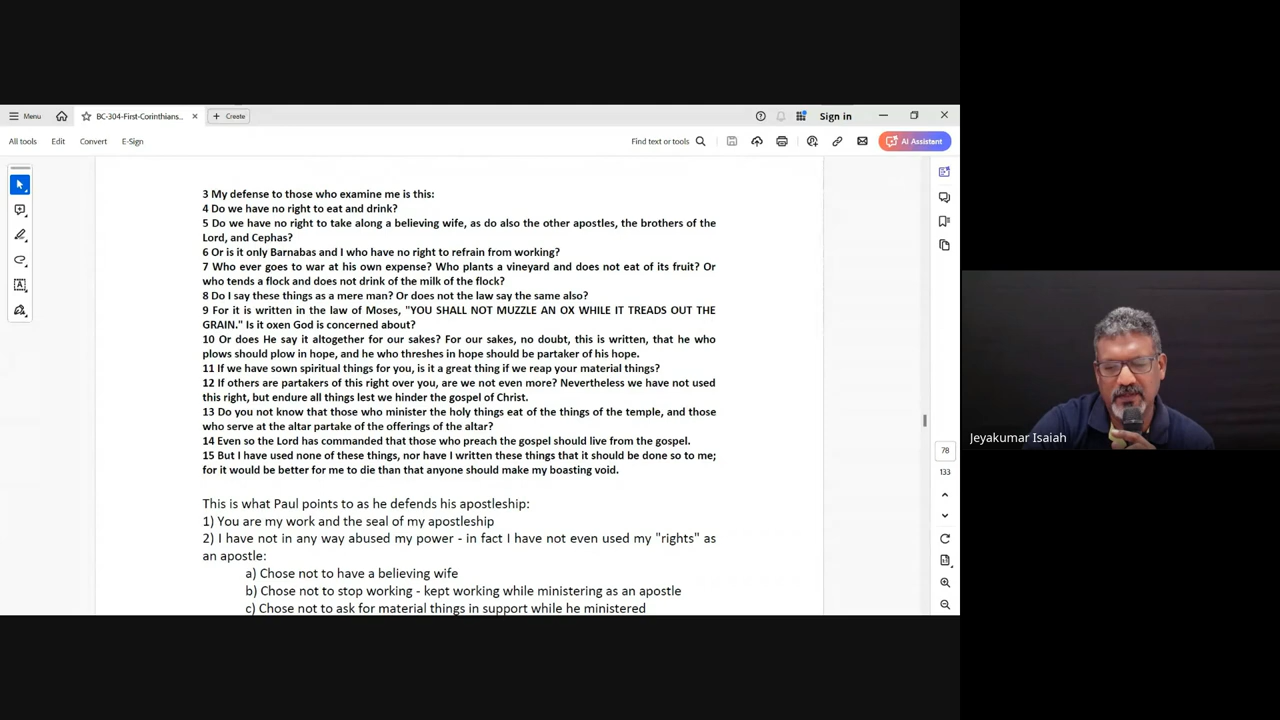 Menu
BC-304-First-Corinthians...
Create
Sign in
All tools
Edit
Convert
E-Sign
Find text or tools
AI Assistant
3 My defense to those who examine me is this:
4 Do we have no right to eat and drink?
5 Do we have no right to take along a believing wife, as do also the other apostles, the brothers of the
Lord, and Cephas?
6 Or is it only Barnabas and I who have no right to refrain from working?
7 Who ever goes to war at his own expense? Who plants a vineyard and does not eat of its fruit? Or
who tends a flock and does not drink of the milk of the flock?
8 Do I say these things as a mere man? Or does not the law say the same also?
9 For it is written in the law of Moses, "YOU SHALL NOT MUZZLE AN OX WHILE IT TREADS OUT THE
GRAIN." Is it oxen God is concerned about?
10 Or does He say it altogether for our sakes? For our sakes, no doubt, this is written, that he who
plows should plow in hope, and he who threshes in hope should be partaker of his hope.
11 If we have sown spiritual things for you, is it a great thing if we reap your material things?
12 If others are partakers of this right over you, are we not even more? Nevertheless we have not used
this right, but endure all things lest we hinder the gospel of Christ.
13 Do you not know that those who minister the holy things eat of the things of the temple, and those
who serve at the altar partake of the offerings of the altar?
14 Even so the Lord has commanded that those who preach the gospel should live from the gospel.
15 But I have used none of these things, nor have I written these things that it should be done so to me;
for it would be better for me to die than that anyone should make my boasting void.
This is what Paul points to as he defends his apostleship:
1) You are my work and the seal of my apostleship
2) I have not in any way abused my power - in fact I have not even used my "rights" as
an apostle:
a) Chose not to have a believing wife
b) Chose not to stop working - kept working while ministering as an apostle
c) Chose not to ask for material things in support while he ministered
78
133
Jeyakumar Isaiah